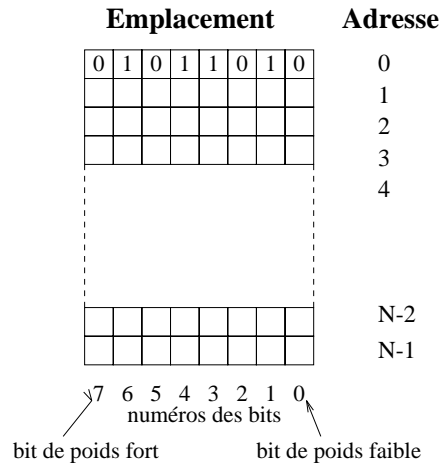 Emplacement Adresse
0 1 0 1 1 0 1 0 0
1
2
3
4
N-2
N-1
7 6 5 4 3 2 1 0
numéros des bits
bit de poids fort bit de poids faible